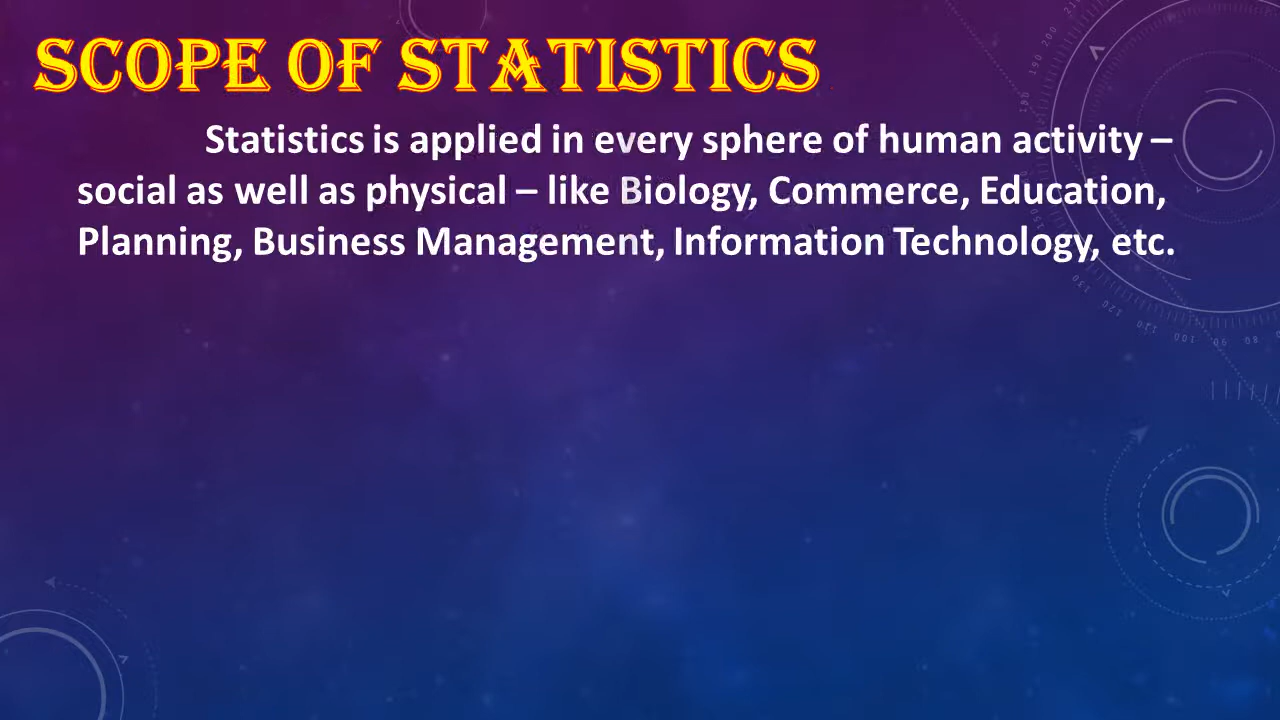 SCOPE OF STATISTICS
Statistics is applied in every sphere of human activity –
social as well as physical – like Biology, Commerce, Education,
Planning, Business Management, Information Technology, etc.